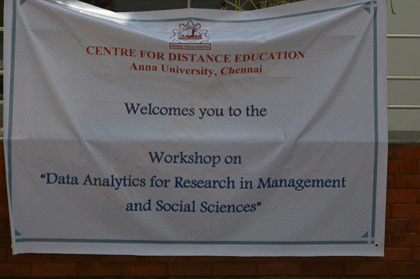 CENTRE FOR DISTANCE EDUCATION
Anna University, Chennai
Welcomes you to the
Workshop on
"Data Analytics for Research in Management
and Social Sciences"